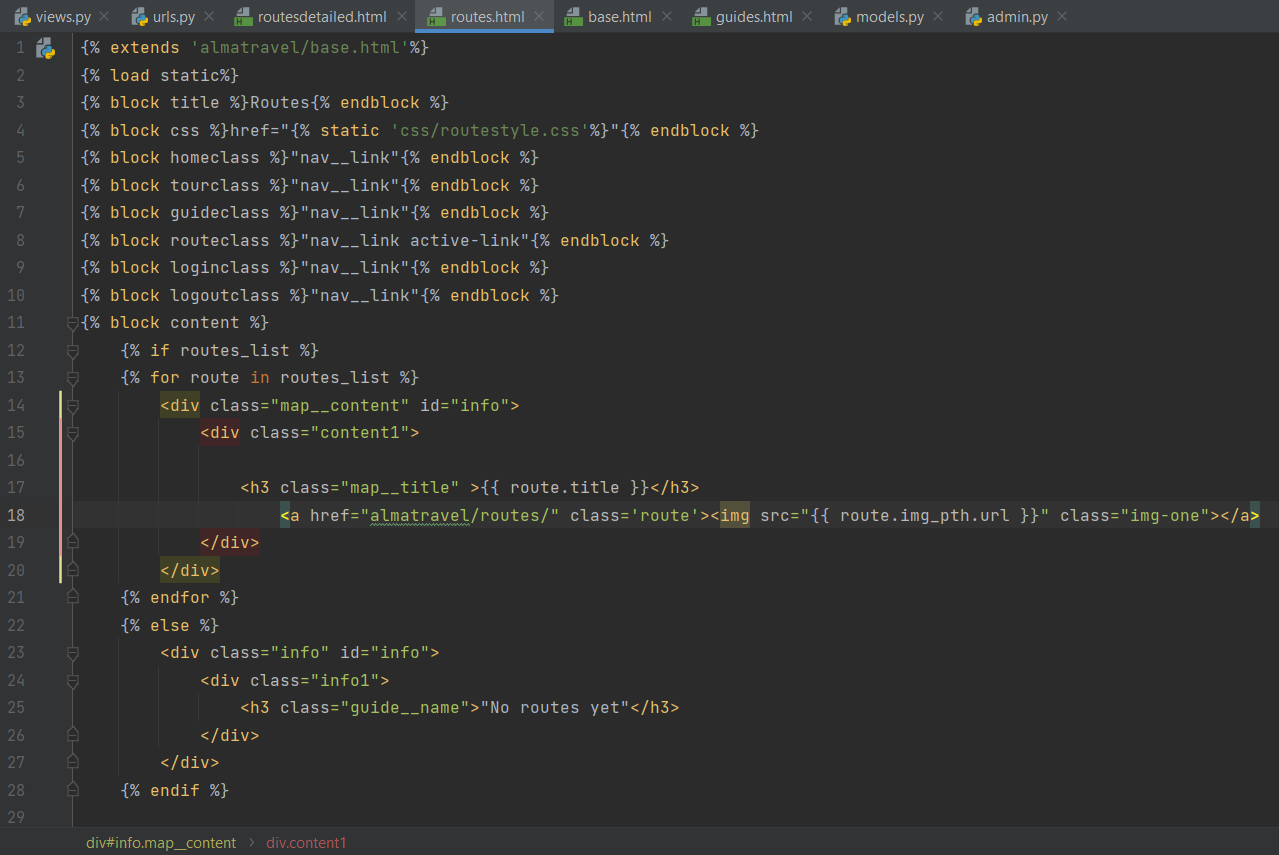 views.py urls.py routesdetailed.html routes.html base.html guides.html models.py admin.py
1 {% extends 'almatravel/base.html'%}
2 {% load static%}
3 {% block title %}Routes{% endblock %}
4 {% block css %}href="{% static 'css/routestyle.css'%}"{% endblock %}
5 {% block homeclass %}"nav__link"{% endblock %}
6 {% block tourclass %}"nav__link"{% endblock %}
7 {% block guideclass %}"nav__link"{% endblock %}
8 {% block routeclass %}"nav__link active-link"{% endblock %}
9 {% block loginclass %}"nav__link"{% endblock %}
10 {% block logoutclass %}"nav__link"{% endblock %}
11 {% block content %}
12 {% if routes_list %}
13 {% for route in routes_list %}
14 <div class="map__content" id="info">
15 <div class="content1">
16
17 <h3 class="map__title" >{{ route.title }}</h3>
18 <a href="almatravel/routes/" class='route'><img src="{{ route.img_pth.url }}" class="img-one"></a>
19 </div>
20 </div>
21 {% endfor %}
22 {% else %}
23 <div class="info" id="info">
24 <div class="info1">
25 <h3 class="guide__name">"No routes yet"</h3>
26 </div>
27 </div>
28 {% endif %}
29
div#info.map__content › div.content1